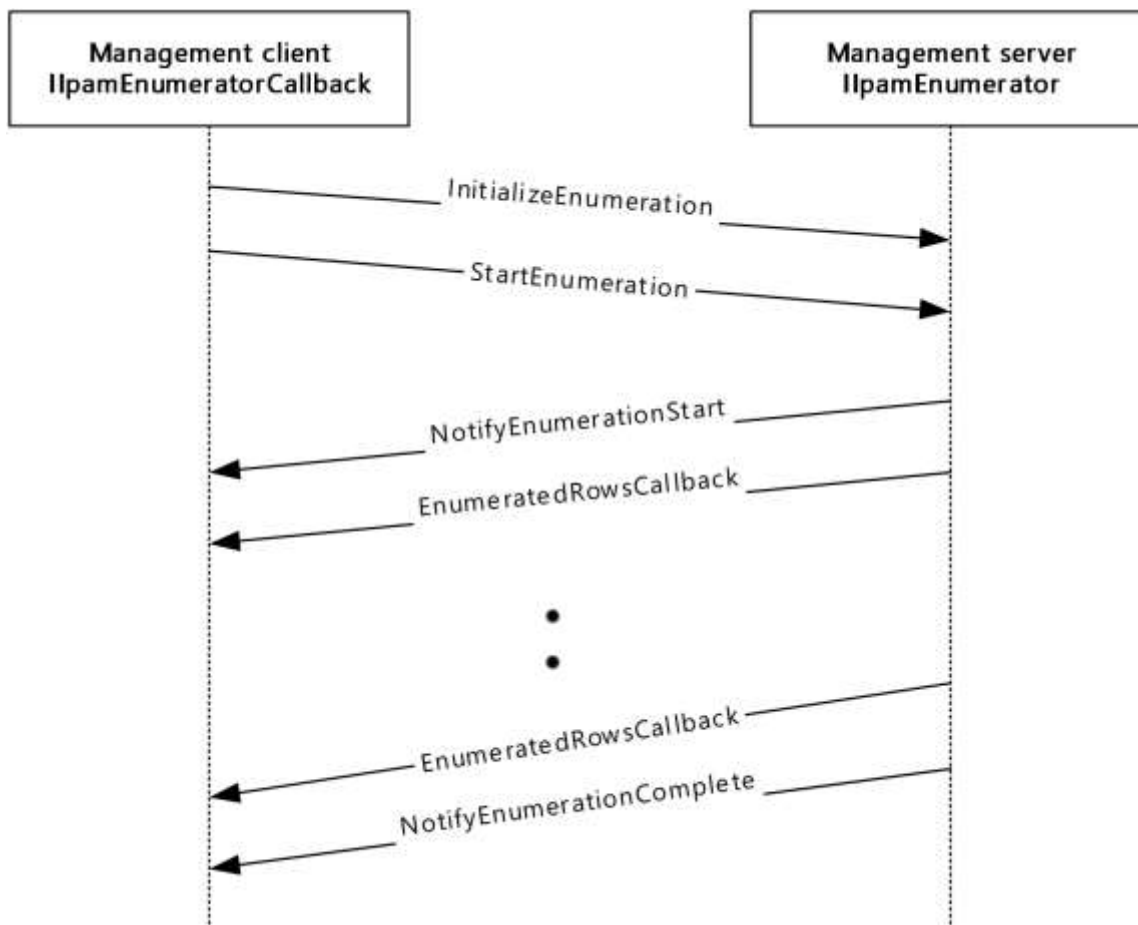 Management client
IIpamEnumeratorCallback
Management server
IIpamEnumerator
InitializeEnumeration
StartEnumeration
NotifyEnumerationStart
EnumeratedRowsCallback
EnumeratedRowsCallback
NotifyEnumerationComplete